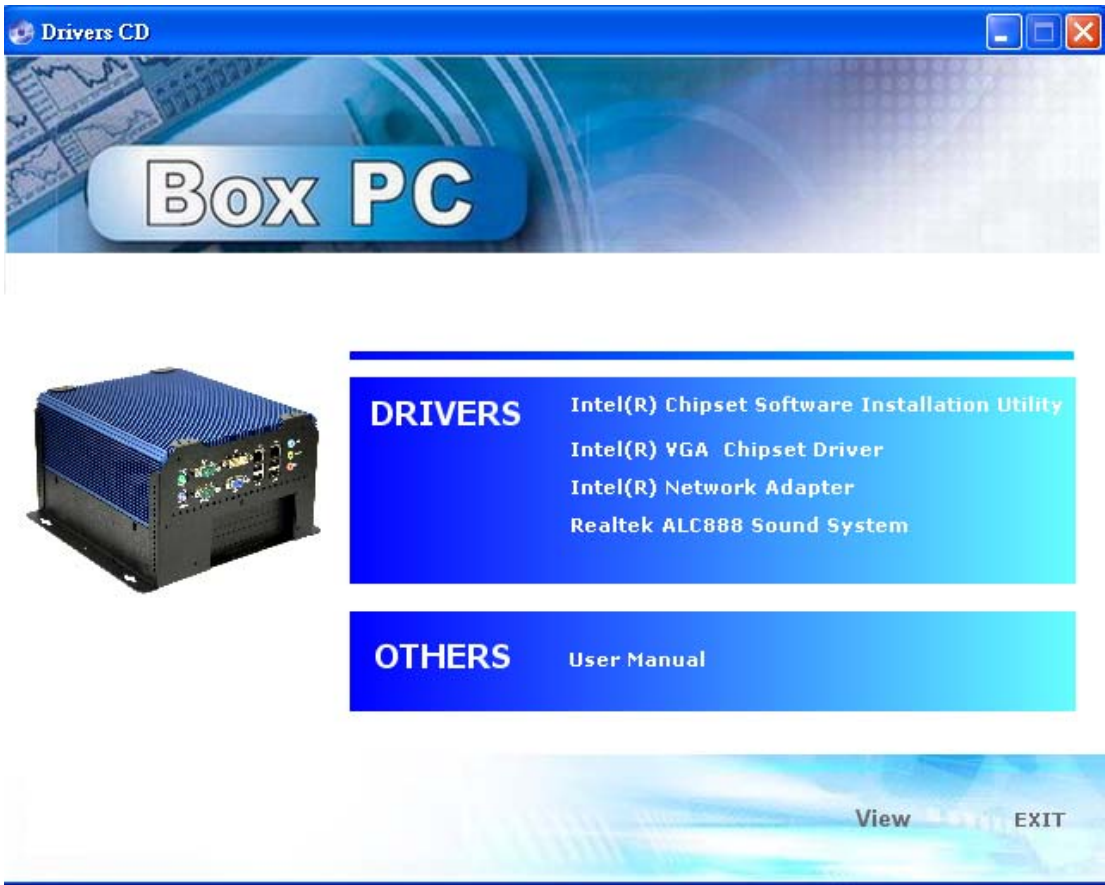 Drivers CD
Box PC
DRIVERS
Intel(R) Chipset Software Installation Utility
Intel(R) VGA Chipset Driver
Intel(R) Network Adapter
Realtek ALC888 Sound System
OTHERS
User Manual
View
EXIT